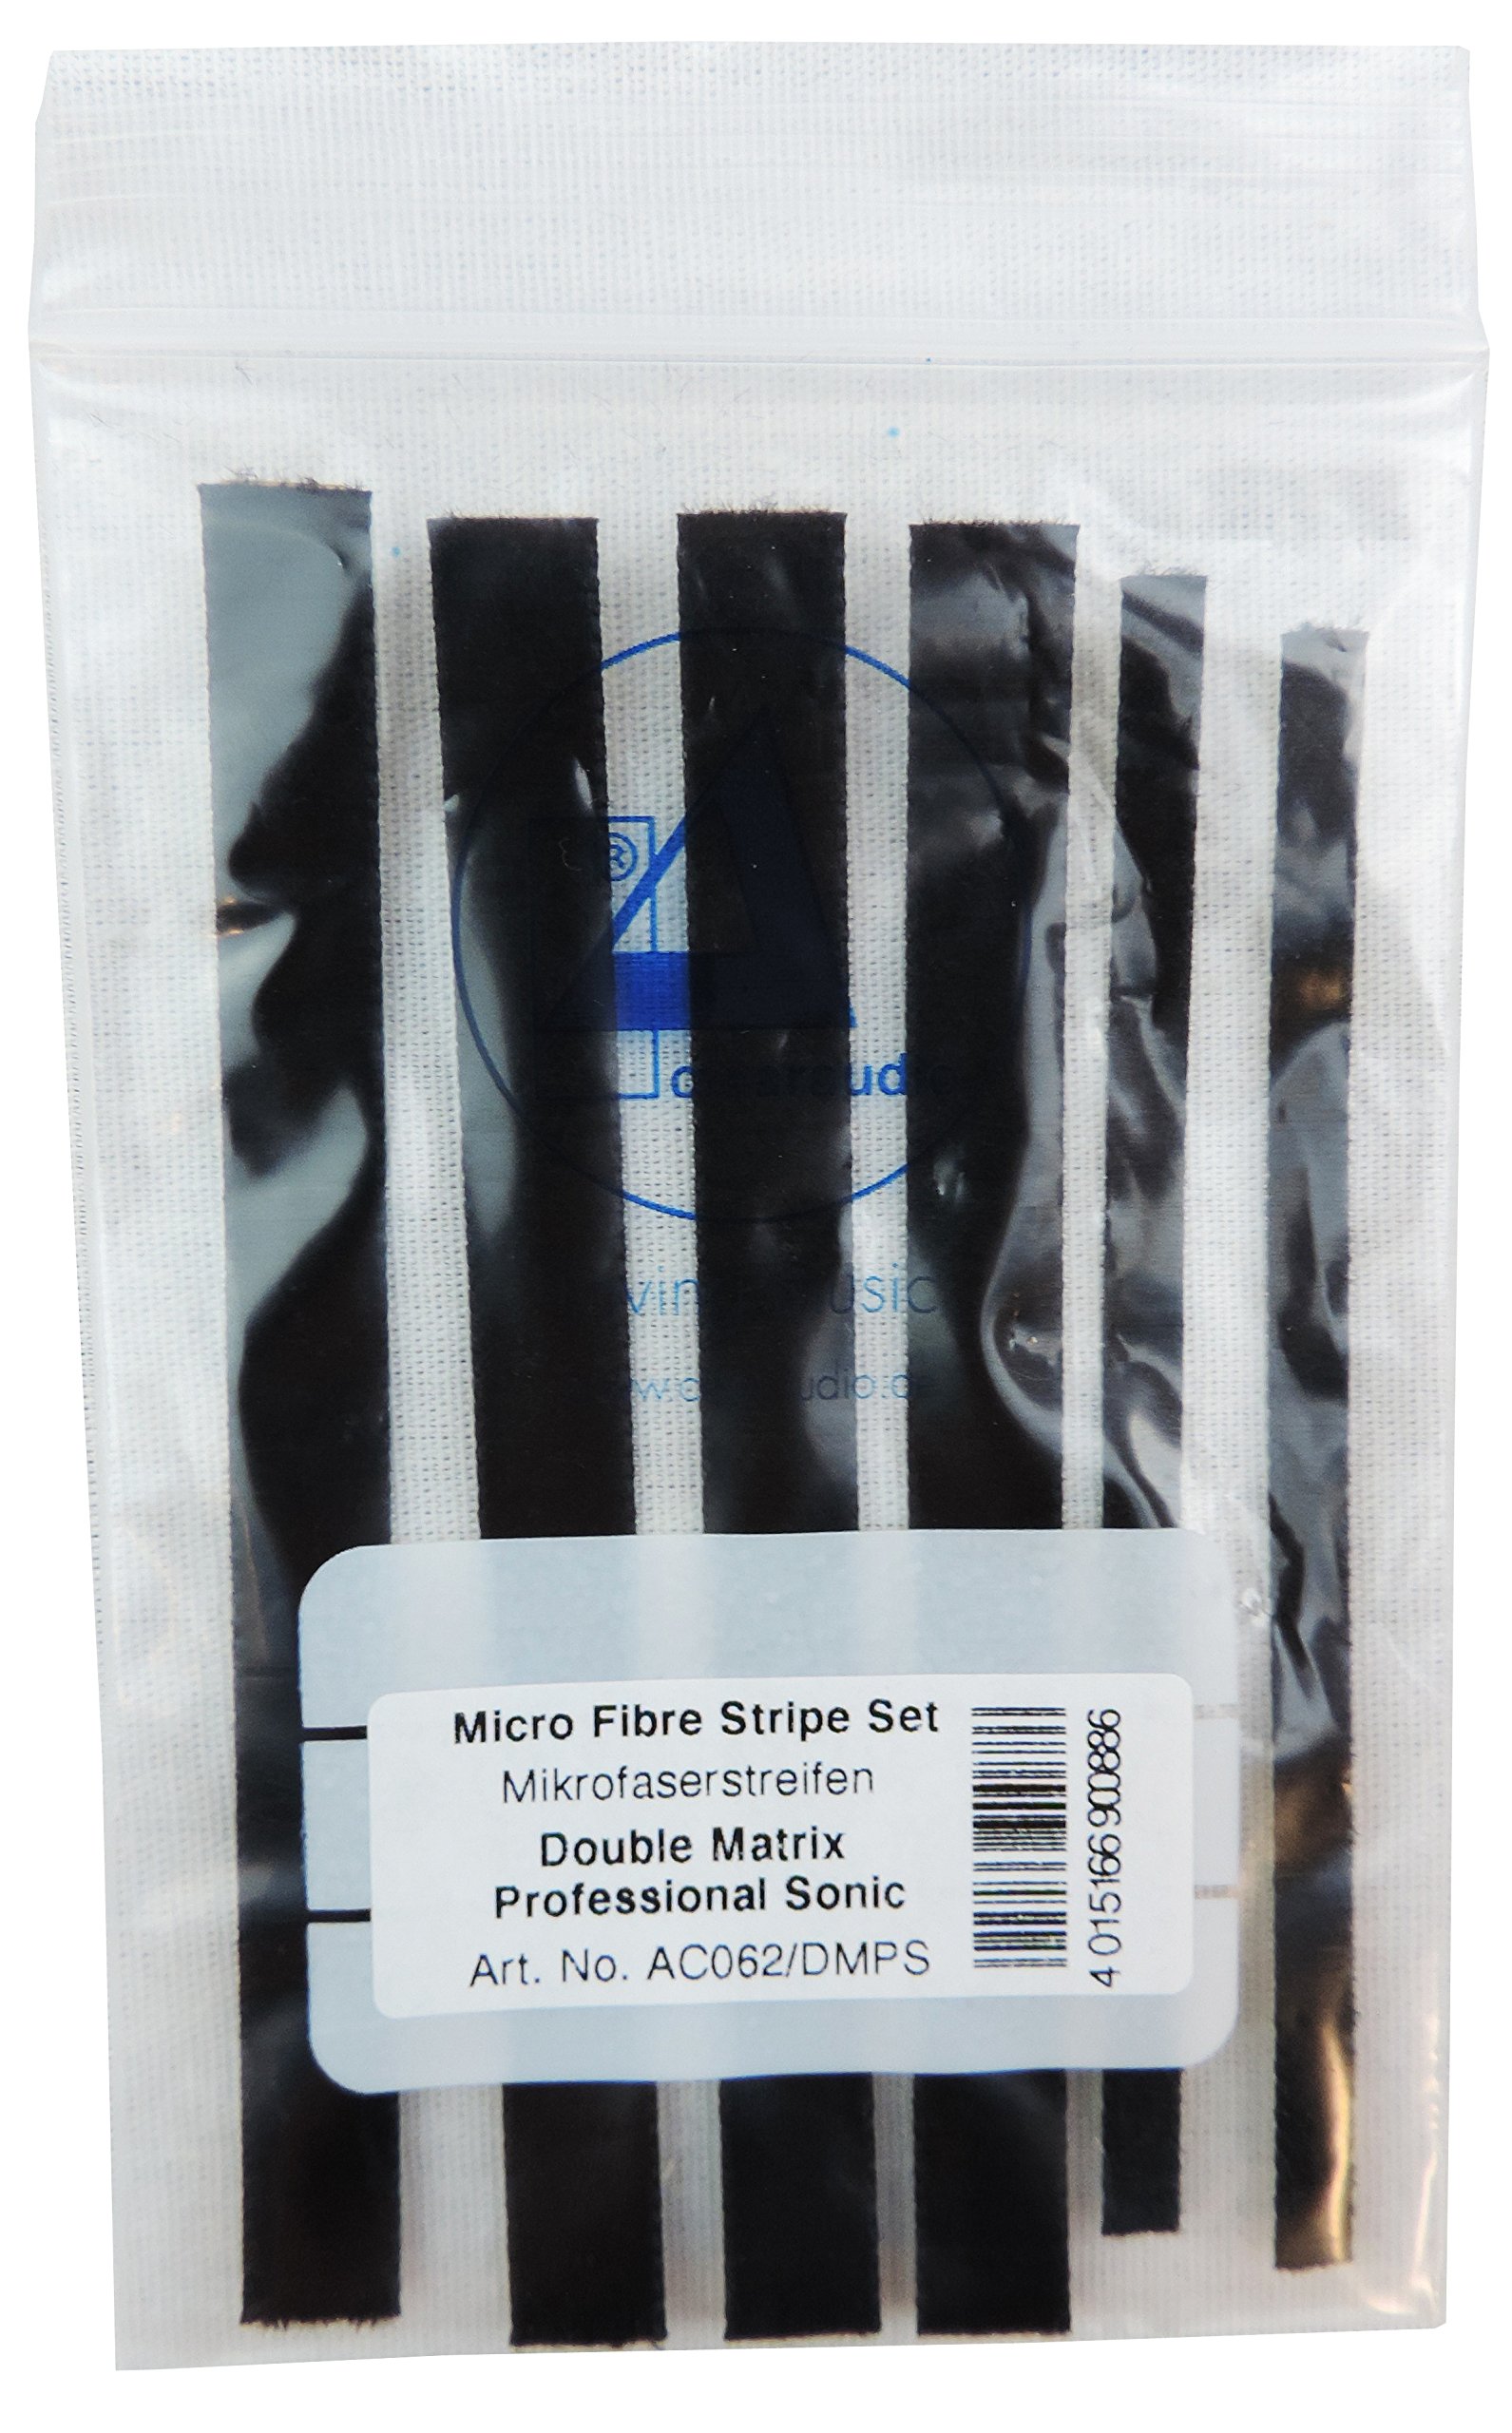 ®
Micro Fibre Stripe Set
Mikrofaserstreifen
Double Matrix
Professional Sonic
Art. No. AC062/DMPS
4 015166 900886